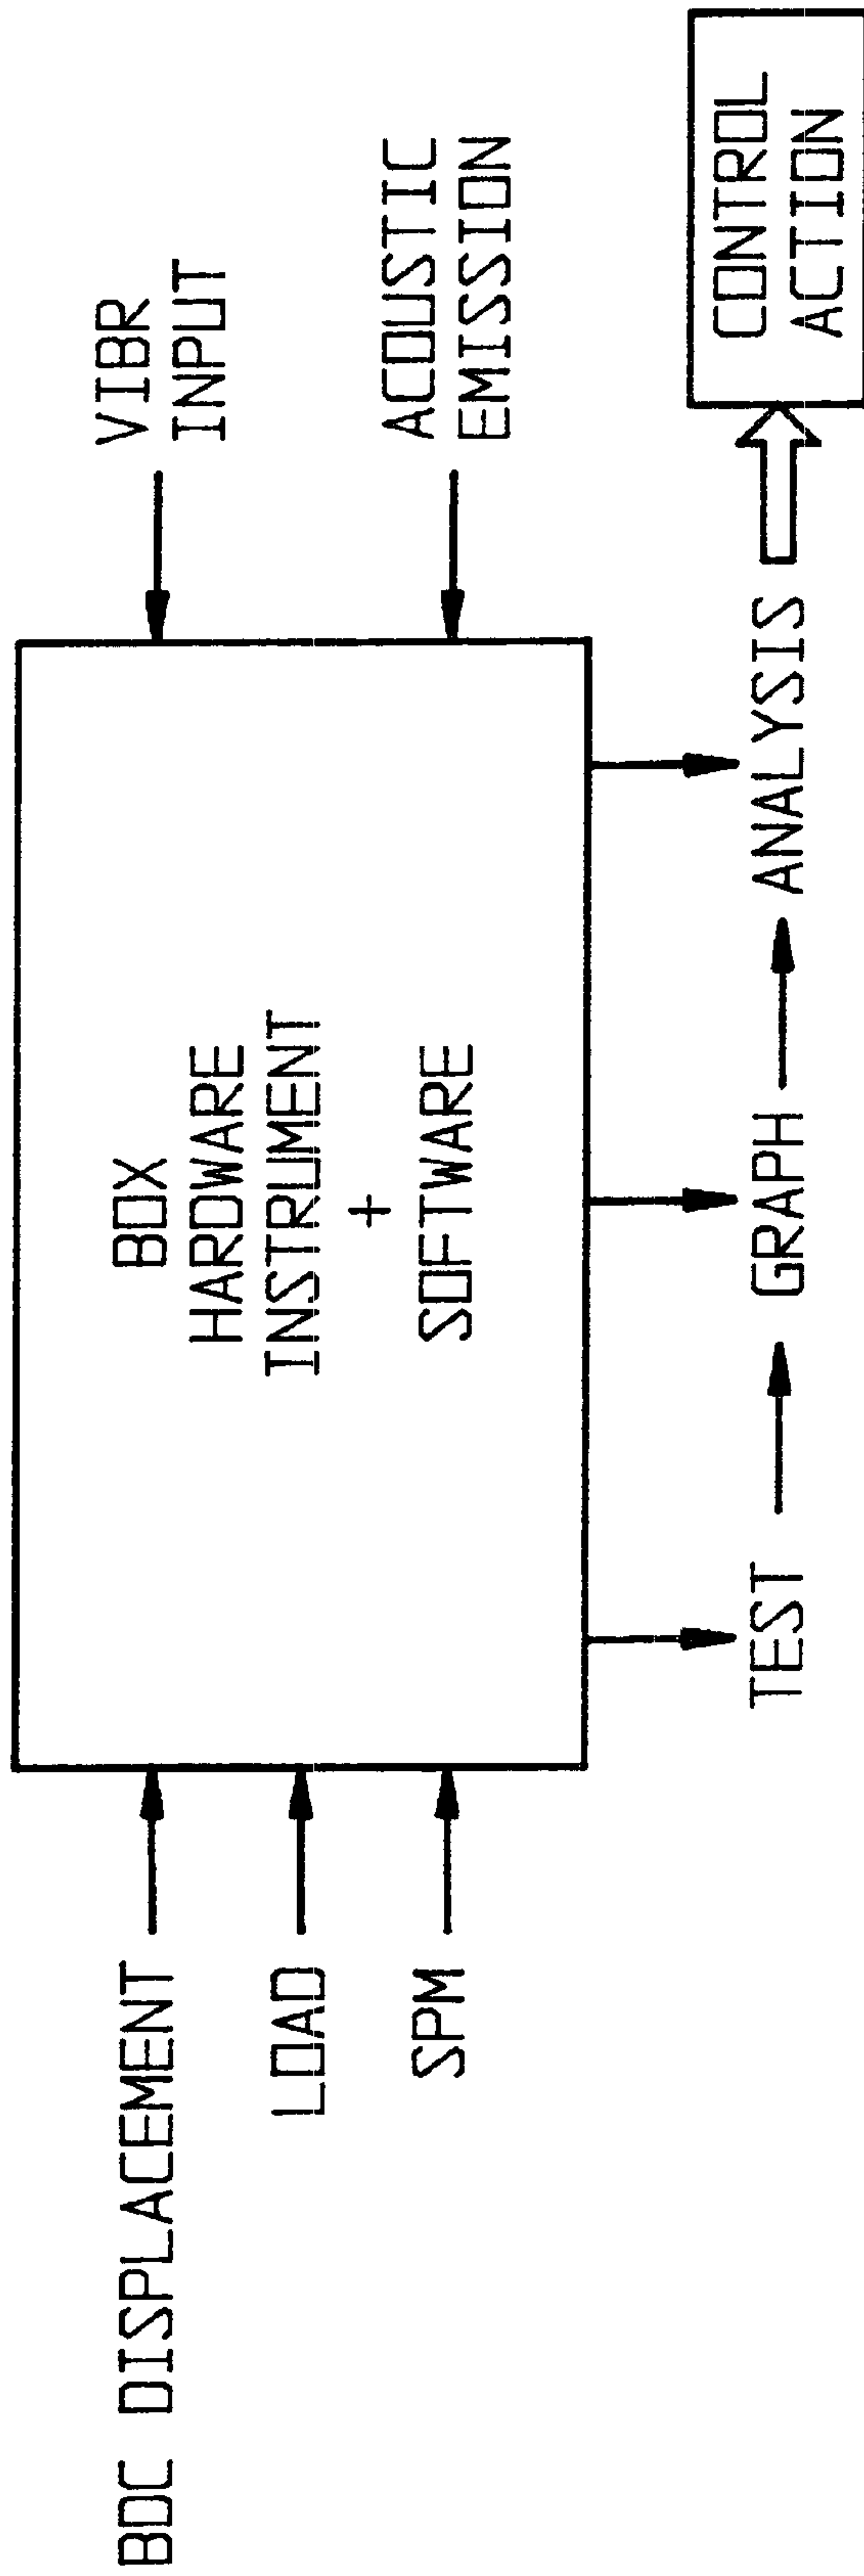 BDC DISPLACEMENT
LOAD
SPM
BOX
HARDWARE
INSTRUMENT
+
SOFTWARE
VIBR
INPUT
ACOUSTIC
EMISSION
TEST
GRAPH
ANALYSIS
CONTROL
ACTION